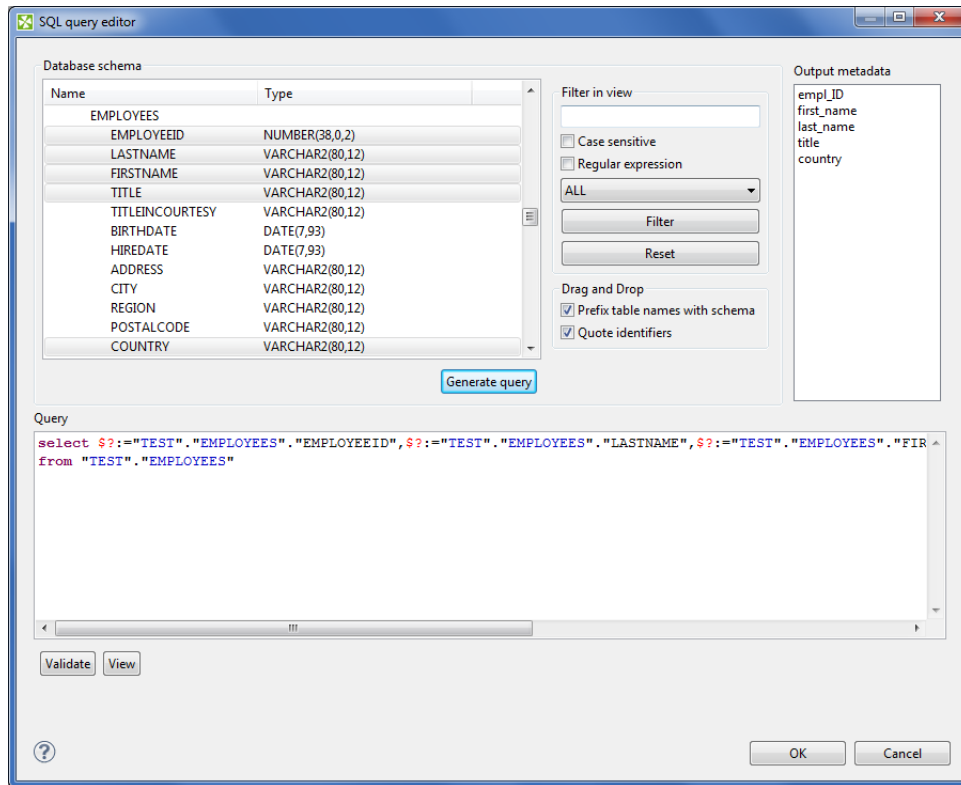 SQL query editor
Database schema
Name Type
EMPLOYEES
EMPLOYEEID NUMBER(38,0,2)
LASTNAME VARCHAR2(80,12)
FIRSTNAME VARCHAR2(80,12)
TITLE VARCHAR2(80,12)
TITLEINCOURTESY VARCHAR2(80,12)
BIRTHDATE DATE(7,93)
HIREDATE DATE(7,93)
ADDRESS VARCHAR2(80,12)
CITY VARCHAR2(80,12)
REGION VARCHAR2(80,12)
POSTALCODE VARCHAR2(80,12)
COUNTRY VARCHAR2(80,12)
Generate query
Filter in view
Case sensitive
Regular expression
ALL
Filter
Reset
Drag and Drop
Prefix table names with schema
Quote identifiers
Output metadata
empl_ID
first_name
last_name
title
country
Query
select $?:="TEST"."EMPLOYEES"."EMPLOYEEID",$?:="TEST"."EMPLOYEES"."LASTNAME",$?:="TEST"."EMPLOYEES"."FIR
from "TEST"."EMPLOYEES"
Validate View
? OK Cancel